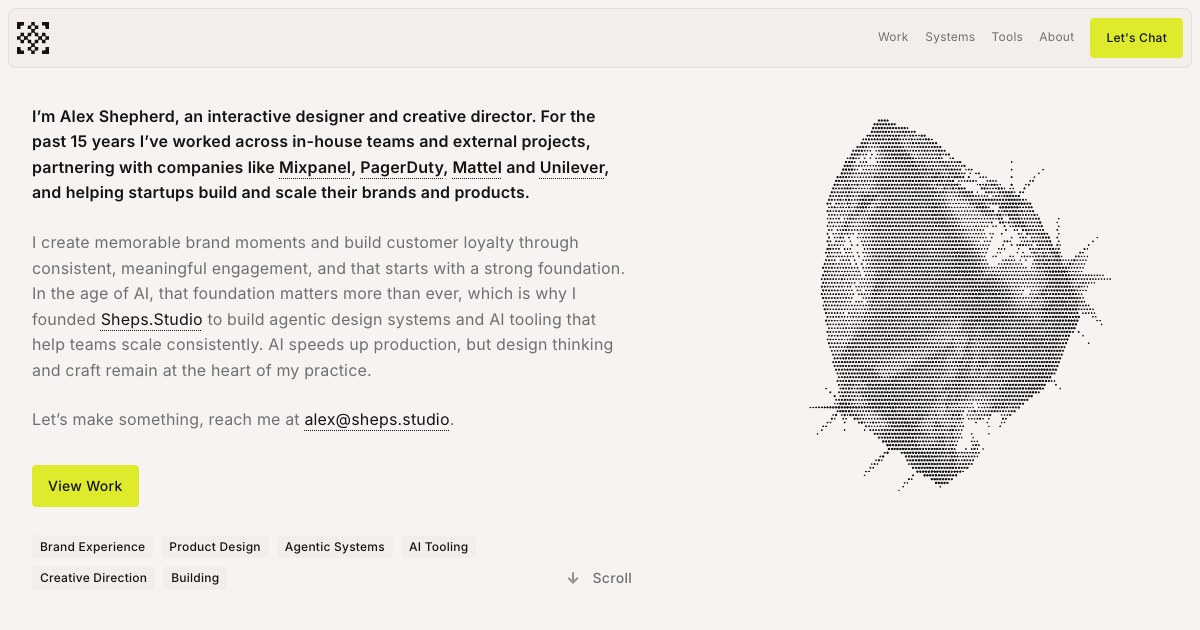 Work Systems Tools About Let's Chat
I’m Alex Shepherd, an interactive designer and creative director. For the
past 15 years I’ve worked across in-house teams and external projects,
partnering with companies like Mixpanel, PagerDuty, Mattel and Unilever,
and helping startups build and scale their brands and products.
I create memorable brand moments and build customer loyalty through
consistent, meaningful engagement, and that starts with a strong foundation.
In the age of AI, that foundation matters more than ever, which is why I
founded Sheps.Studio to build agentic design systems and AI tooling that
help teams scale consistently. AI speeds up production, but design thinking
and craft remain at the heart of my practice.
Let’s make something, reach me at alex@sheps.studio.
View Work
Brand Experience Product Design Agentic Systems AI Tooling
Creative Direction Building
Scroll